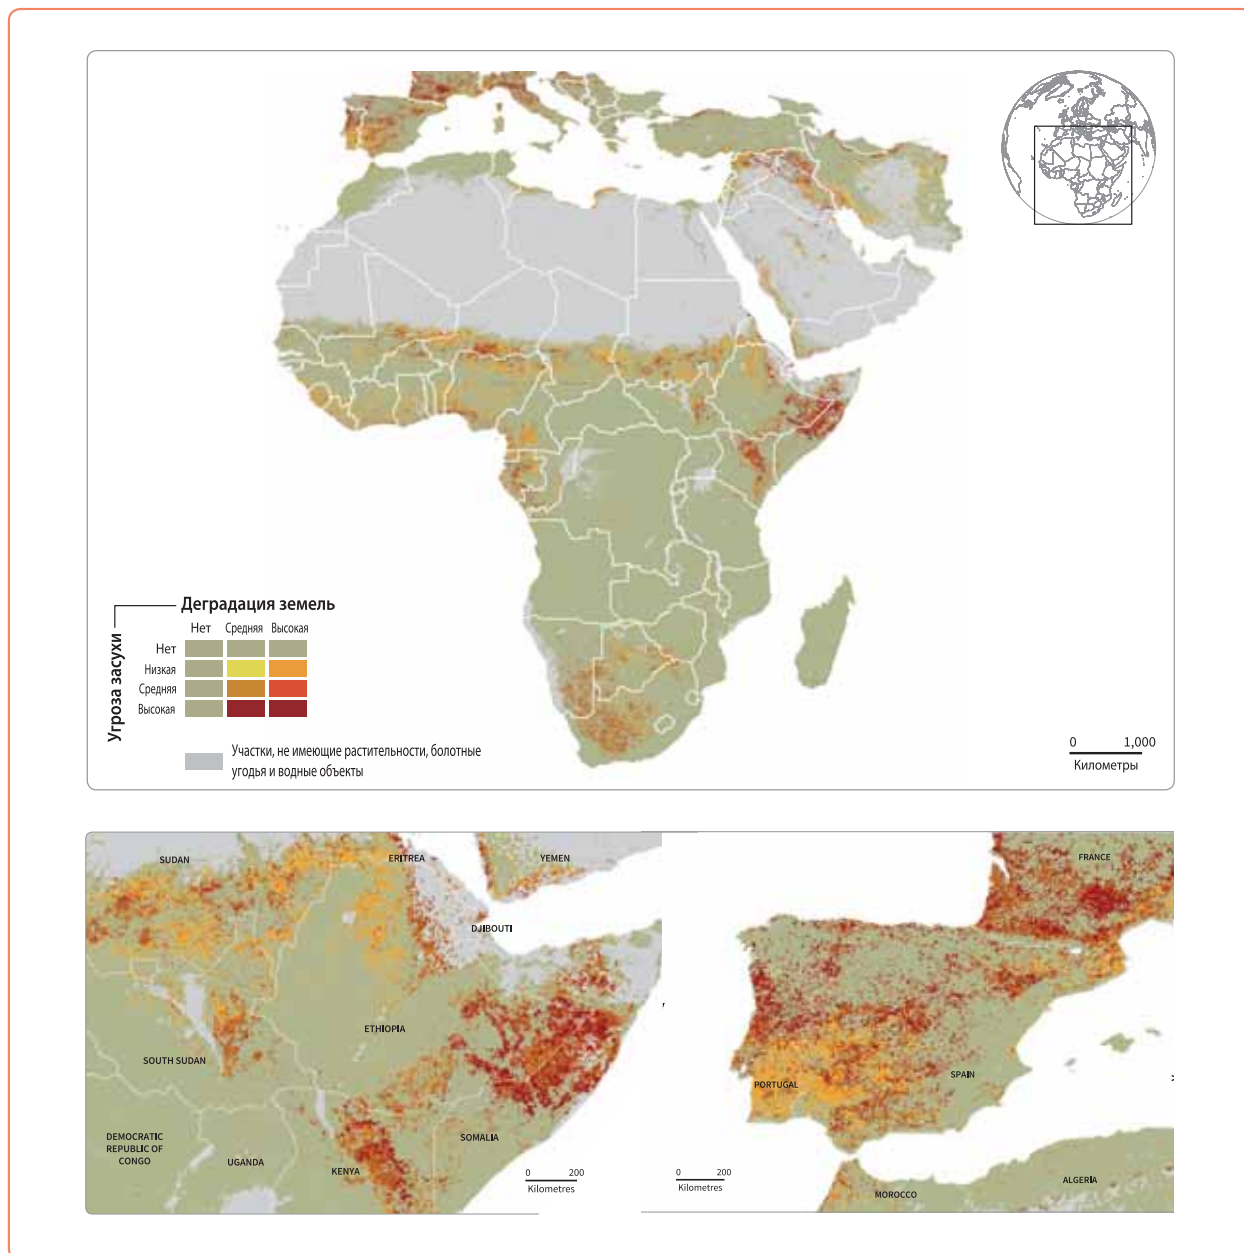 Деградация земель
Угроза засухи
Нет Средняя Высокая
Нет
Низкая
Средняя
Высокая
Участки, не имеющие растительности, болотные
угодья и водные объекты
0 1,000
Километры
SUDAN
ERITREA
YEMEN
DJIBOUTI
ETHIOPIA
SOUTH SUDAN
DEMOCRATIC
REPUBLIC OF
CONGO
UGANDA
KENYA
SOMALIA
0 200
Kilometres
FRANCE
PORTUGAL
SPAIN
MOROCCO
ALGERIA
0 200
Kilometres